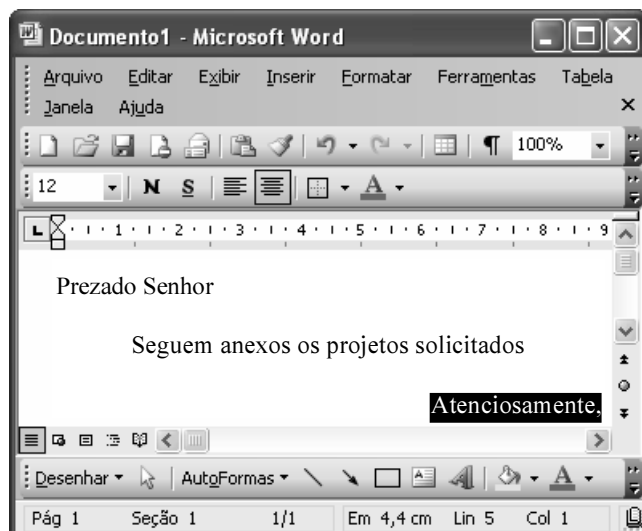 Documento1 - Microsoft Word
Arquivo Editar Exibir Inserir Formatar Ferramentas Tabela
Janela Ajuda
100%
12 N S A
1 2 3 4 5 6 7 8 9
Prezado Senhor
Seguem anexos os projetos solicitados
Atenciosamente,
Desenhar AutoFormas A
Pág 1 Seção 1 1/1 Em 4,4 cm Lin 5 Col 1